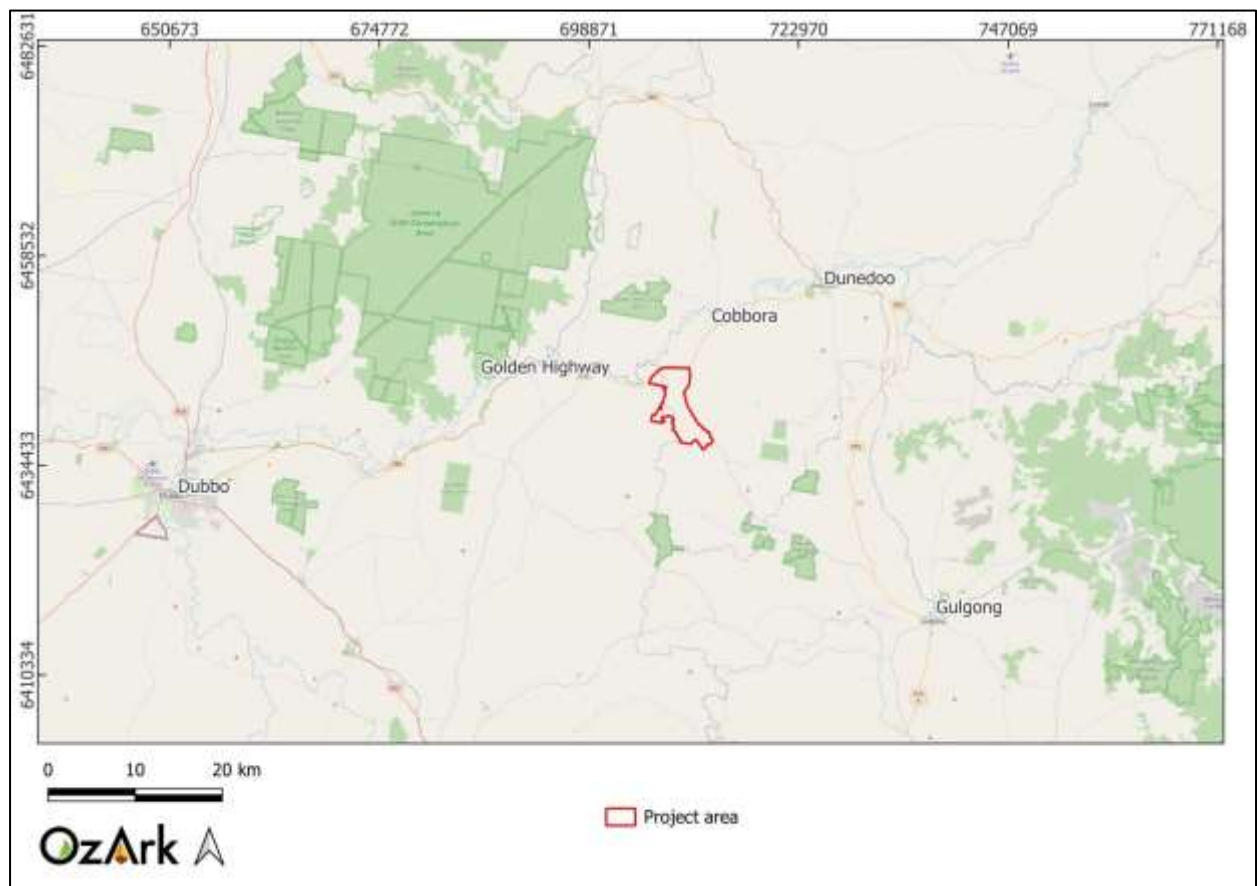 650673 674772 698871 722970 747069 771168
6482631
6458532
6434433
6410334
Dunedoo
Cobbora
Golden Highway
Dubbo
Gulgong
0 10 20 km
Project area
OzArk